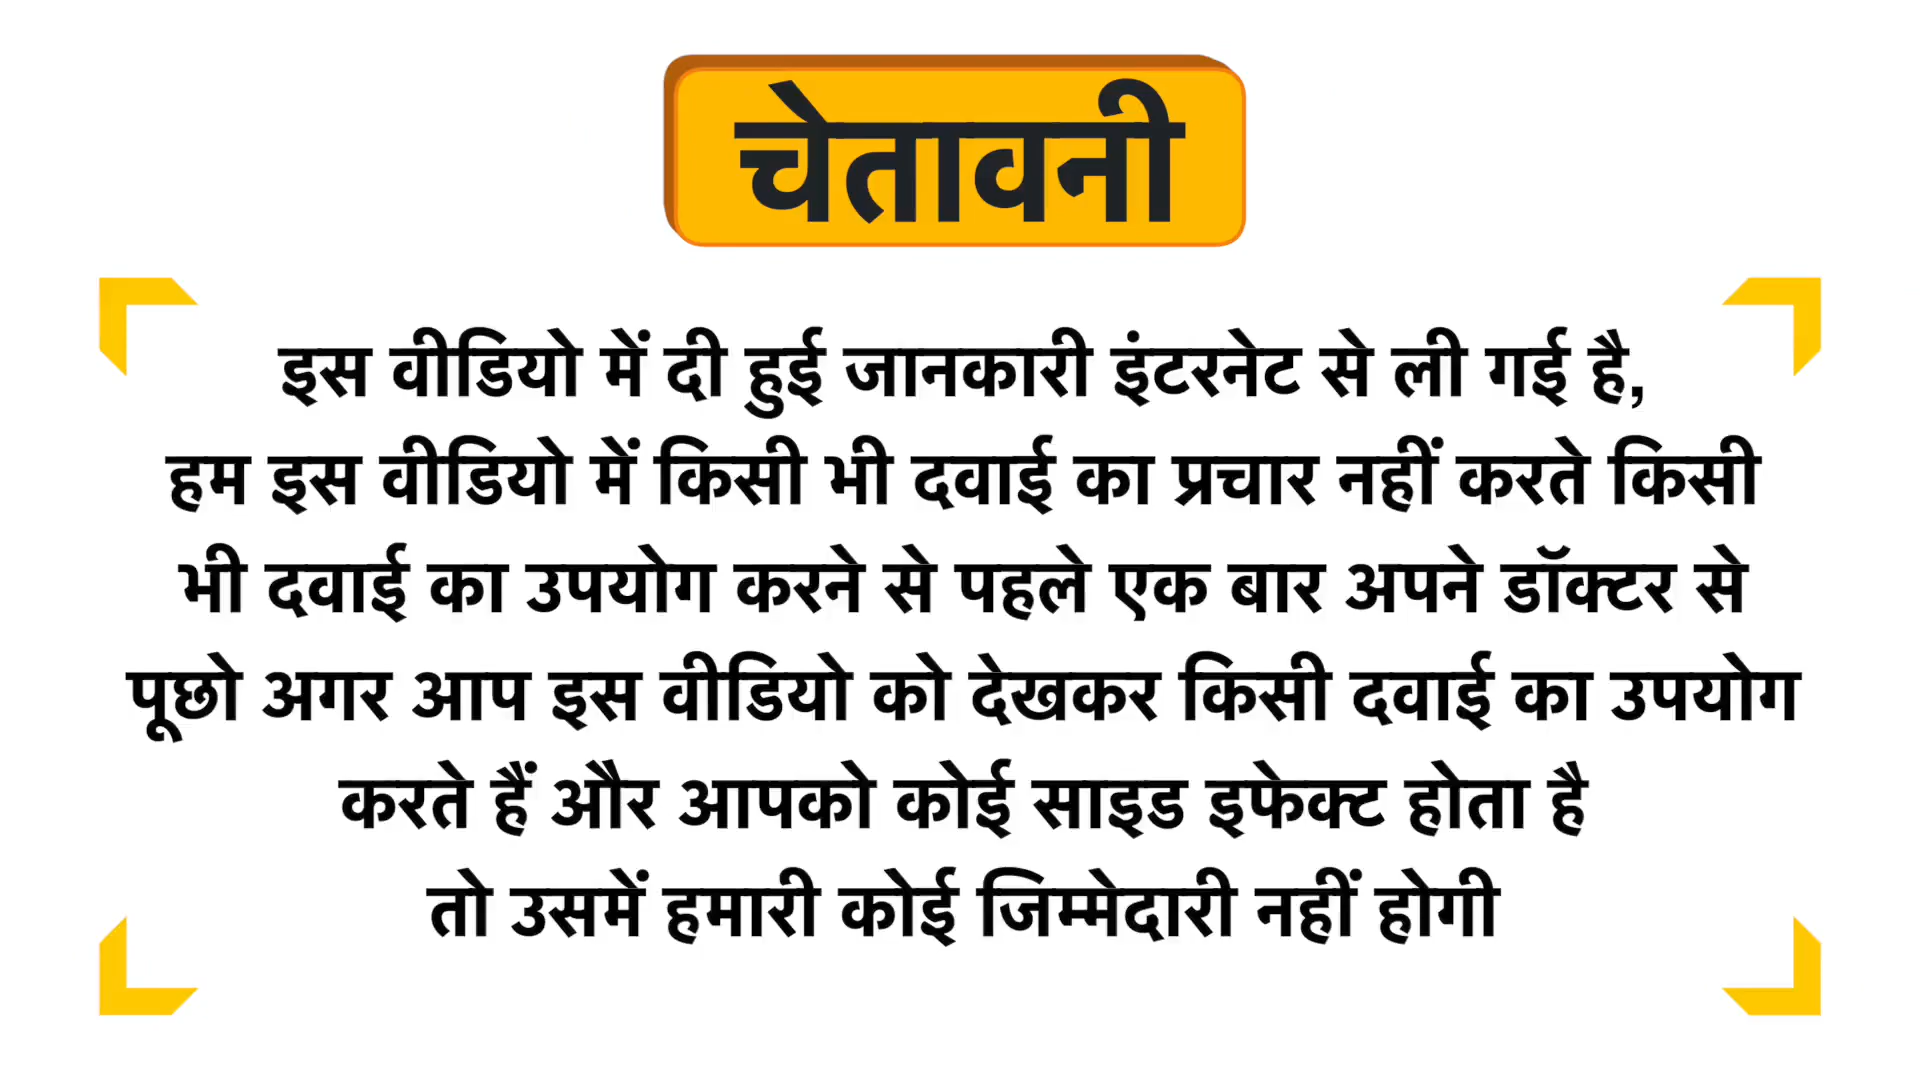 चेतावनी
इस वीडियो में दी हुई जानकारी इंटरनेट से ली गई है,
हम इस वीडियो में किसी भी दवाई का प्रचार नहीं करते किसी
भी दवाई का उपयोग करने से पहले एक बार अपने डॉक्टर से
पूछो अगर आप इस वीडियो को देखकर किसी दवाई का उपयोग
करते हैं और आपको कोई साइड इफेक्ट होता है
तो उसमें हमारी कोई जिम्मेदारी नहीं होगी